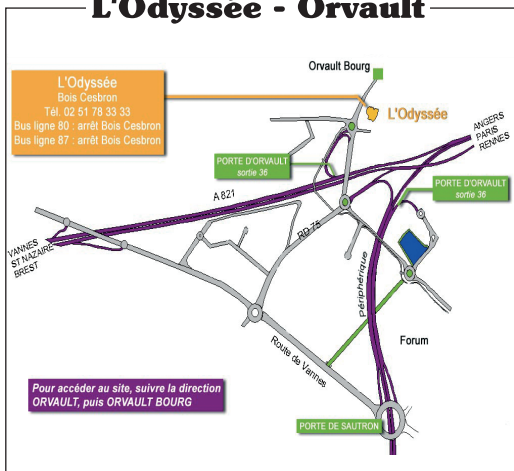 L'Odyssée - Orvault
Orvault Bourg
L'Odyssée
Bois Cesbron
Tél. 02 51 78 33 33
Bus ligne 80 : arrêt Bois Cesbron
Bus ligne 87 : arrêt Bois Cesbron
L'Odyssée
ANGERS
PARIS
RENNES
PORTE D'ORVAULT
sortie 36
PORTE D'ORVAULT
sortie 36
A 821
RD 75
VANNES
ST NAZAIRE
BREST
Périphérique
Forum
Route de Vannes
Pour accéder au site, suivre la direction
ORVAULT, puis ORVAULT BOURG
PORTE DE SAUTRON